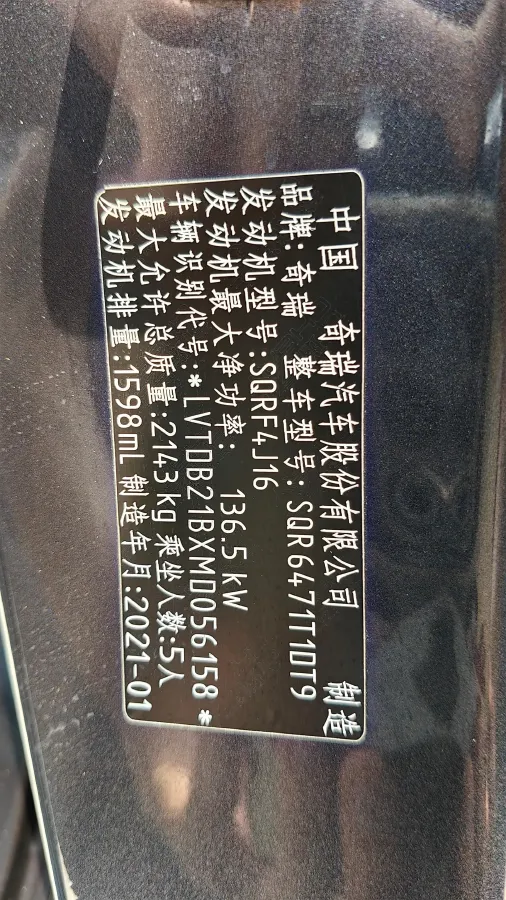 中国 奇瑞汽车股份有限公司 制造
品牌:奇瑞 整车型号:SQR6471T1DT9
发动机型号:SQRF4J16
发动机最大净功率: 136.5 kW
车辆识别代号:*LVTDB21BXMD056158*
最大允许总质量:2143kg 乘坐人数:5人
发动机排量:1598mL 制造年月:2021-01